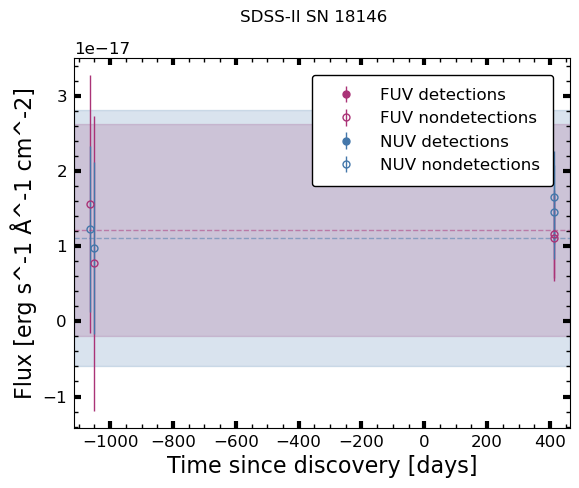 SDSS-II SN 18146
1e−17
FUV detections
FUV nondetections
NUV detections
NUV nondetections
3
2
1
0
−1
Flux [erg s^-1 Å^-1 cm^-2]
−1000 −800 −600 −400 −200 0 200 400
Time since discovery [days]